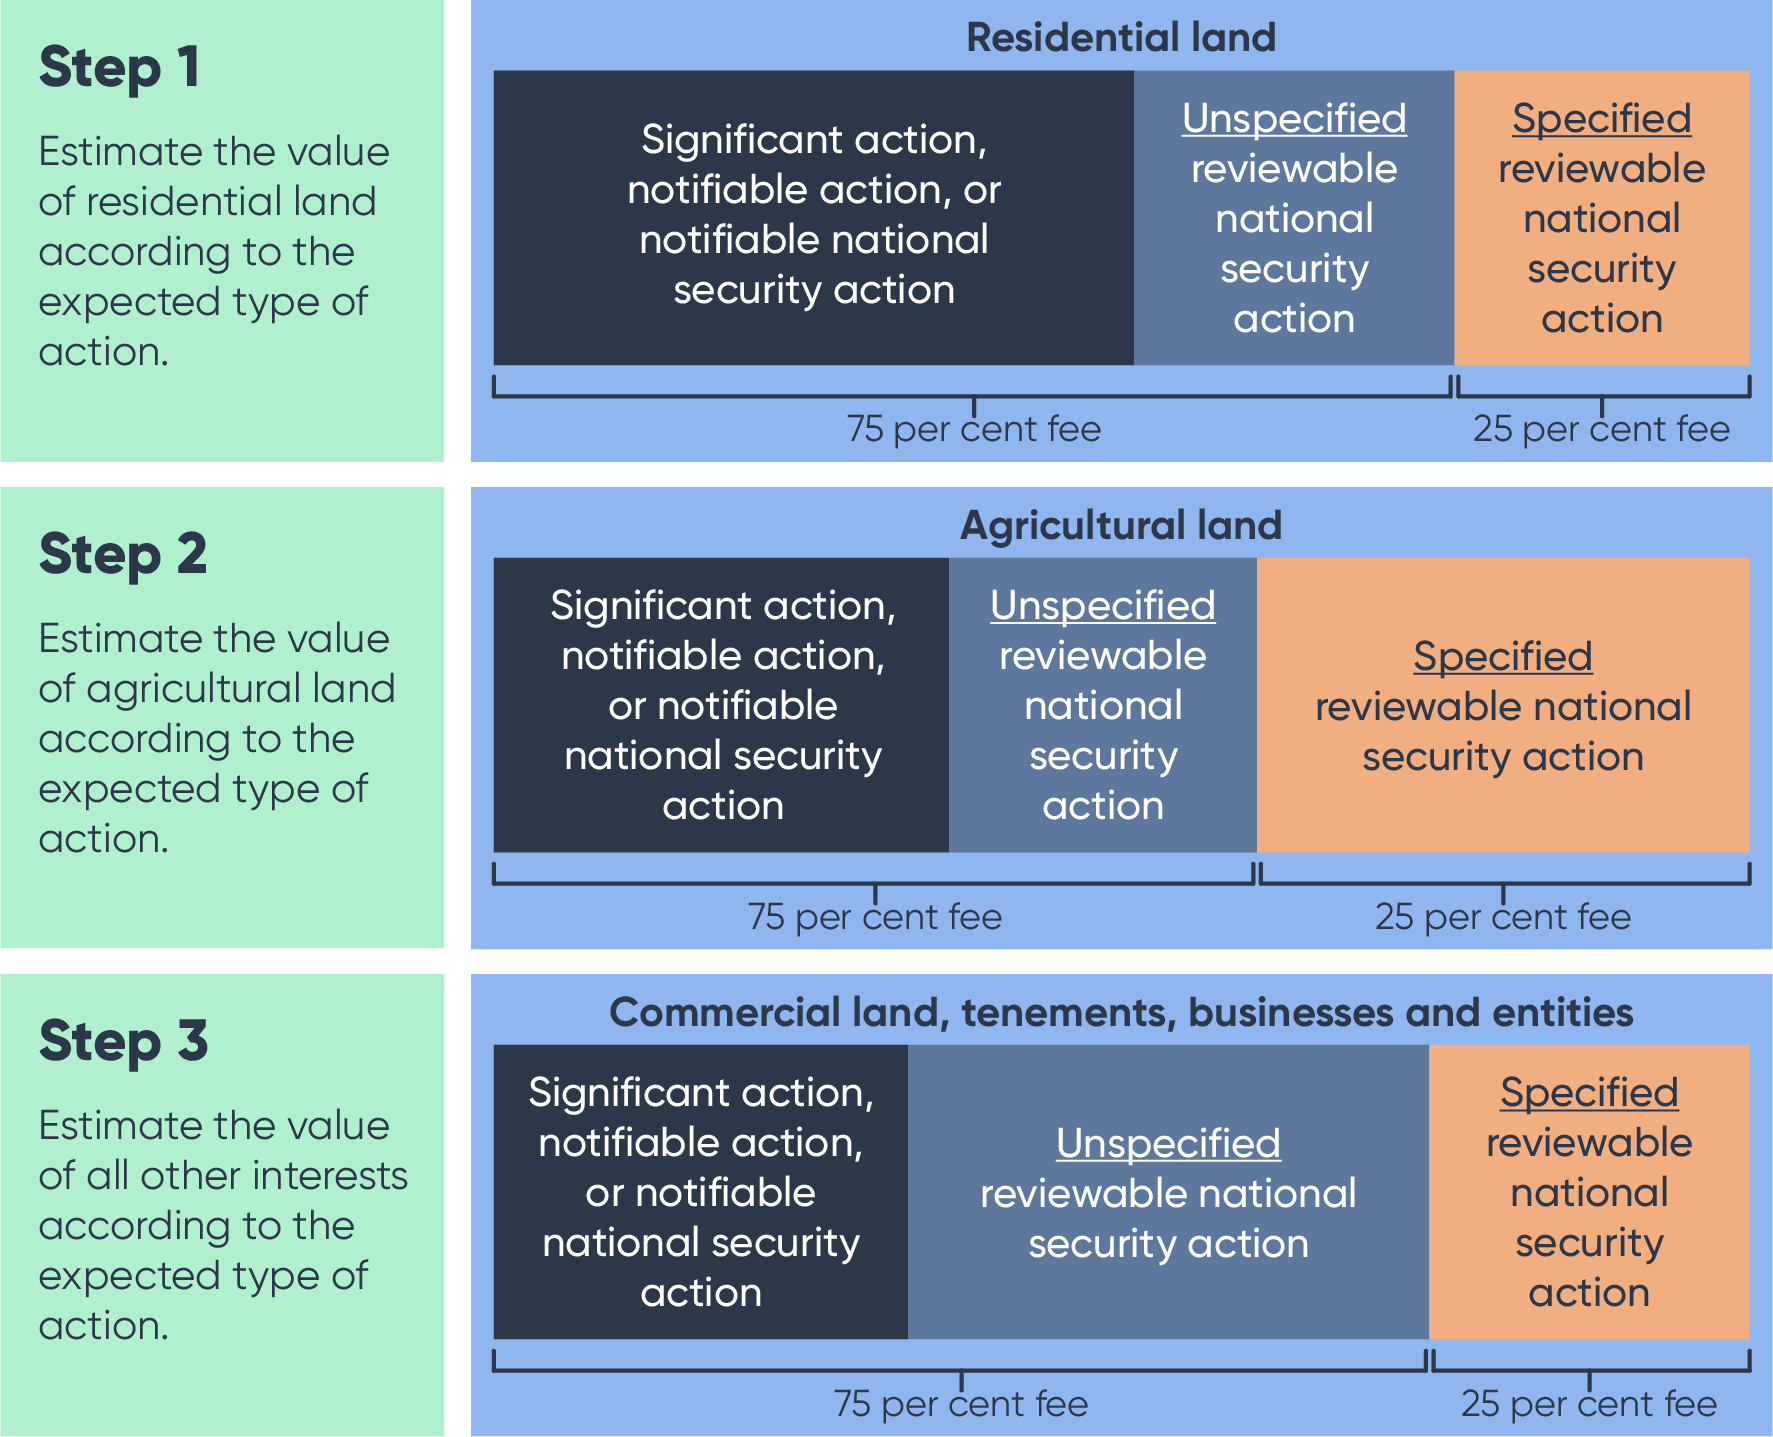 Step 1
Estimate the value
of residential land
according to the
expected type of
action.
Residential land
Significant action,
notifiable action, or
notifiable national
security action
Unspecified
reviewable
national
security
action
Specified
reviewable
national
security
action
75 per cent fee
25 per cent fee
Step 2
Estimate the value
of agricultural land
according to the
expected type of
action.
Agricultural land
Significant action,
notifiable action,
or notifiable
national security
action
Unspecified
reviewable
national
security
action
Specified
reviewable national
security action
75 per cent fee
25 per cent fee
Step 3
Estimate the value
of all other interests
according to the
expected type of
action.
Commercial land, tenements, businesses and entities
Significant action,
notifiable action,
or notifiable
national security
action
Unspecified
reviewable national
security action
Specified
reviewable
national
security
action
75 per cent fee
25 per cent fee